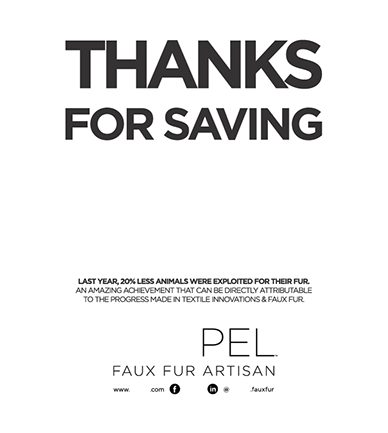 THANKS
FOR SAVING
LAST YEAR, 20% LESS ANIMALS WERE EXPLOITED FOR THEIR FUR.
AN AMAZING ACHIEVEMENT THAT CAN BE DIRECTLY ATTRIBUTABLE
TO THE PROGRESS MADE IN TEXTILE INNOVATIONS & FAUX FUR.
PEL
FAUX FUR ARTISAN
www. .com f in @ .fauxfur